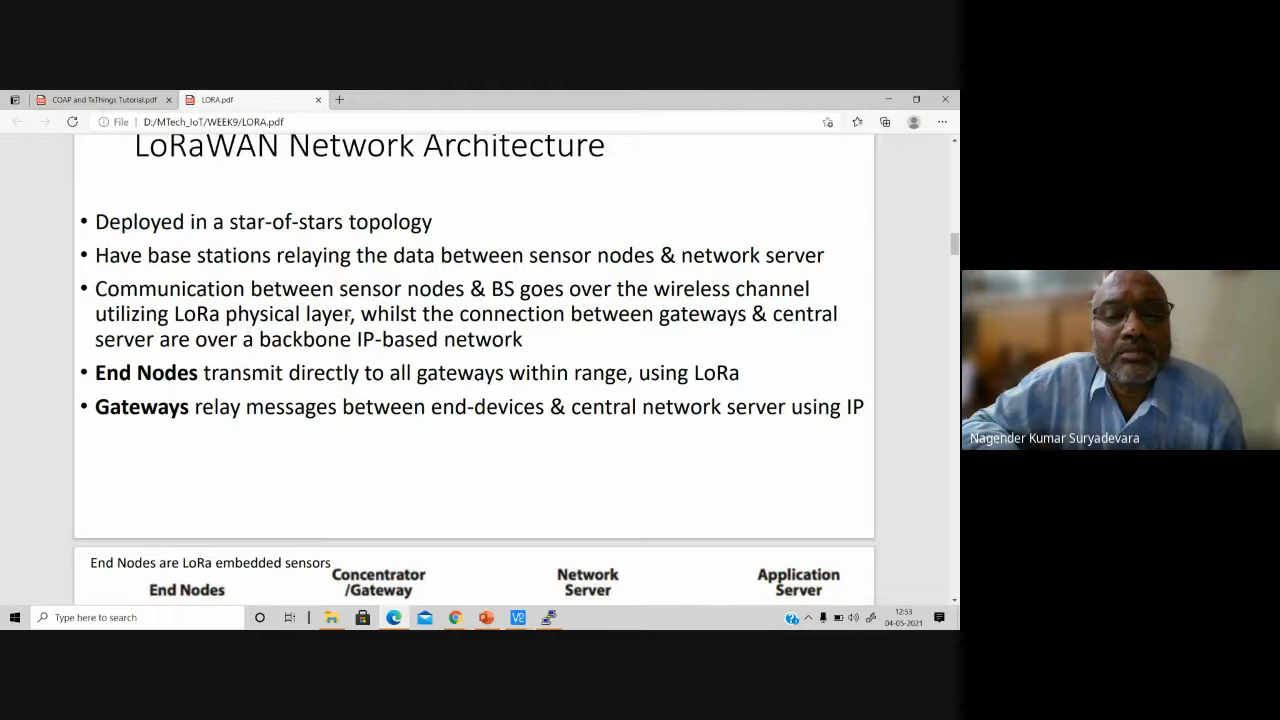 COAP and TxThings Tutorial.pdf
LORA.pdf
File
D:/MTech_IoT/WEEK9/LORA.pdf
LoRaWAN Network Architecture
• Deployed in a star-of-stars topology
• Have base stations relaying the data between sensor nodes & network server
• Communication between sensor nodes & BS goes over the wireless channel
utilizing LoRa physical layer, whilst the connection between gateways & central
server are over a backbone IP-based network
• End Nodes transmit directly to all gateways within range, using LoRa
• Gateways relay messages between end-devices & central network server using IP
Nagender Kumar Suryadevara
End Nodes are LoRa embedded sensors
End Nodes
Concentrator
/Gateway
Network
Server
Application
Server
Type here to search
12:53
04-05-2021